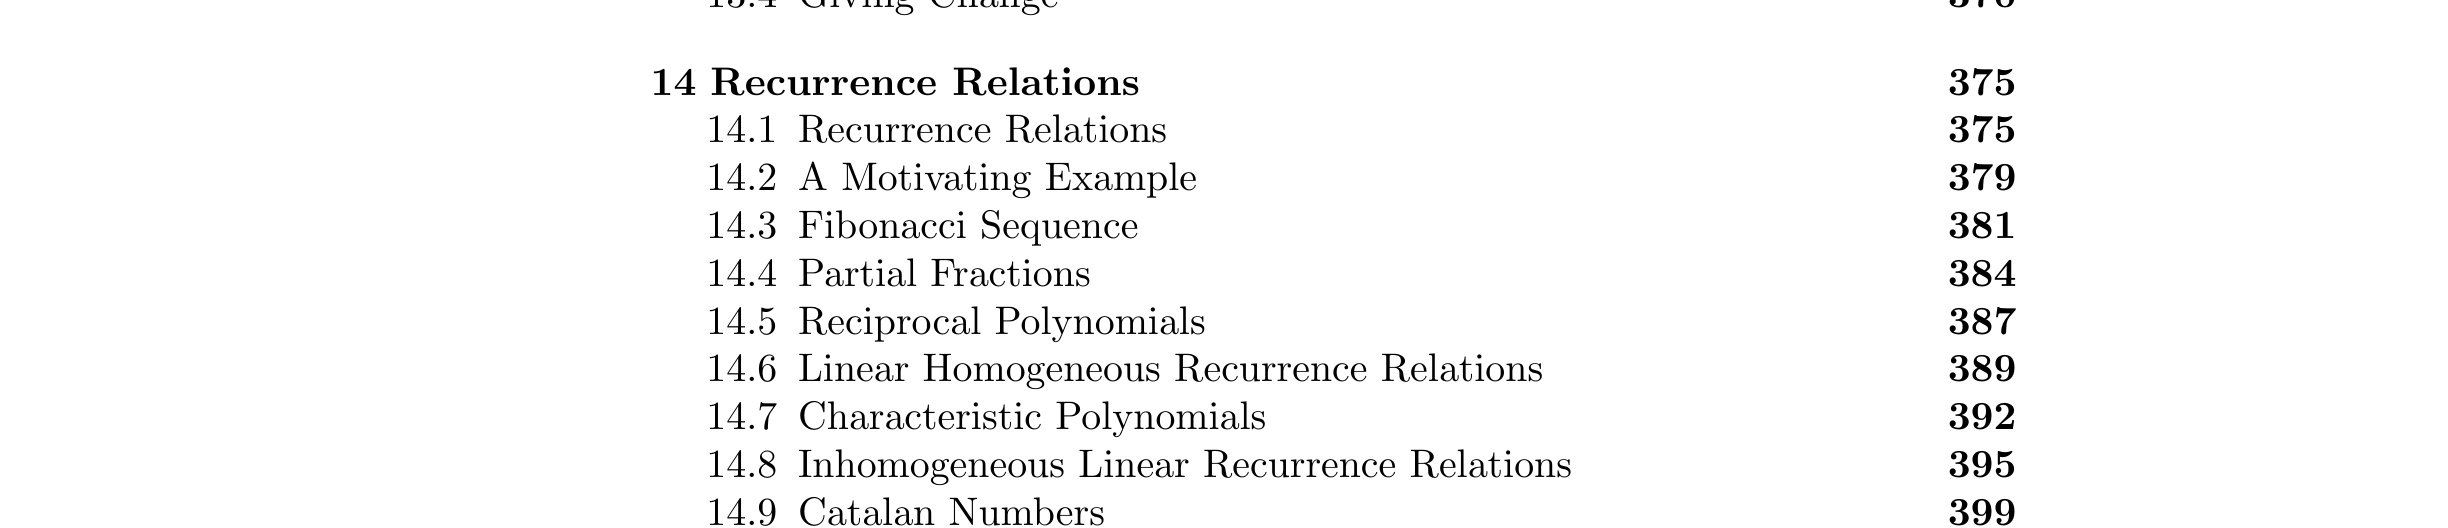 13.4 Giving Change 370
14 Recurrence Relations 375
14.1 Recurrence Relations 375
14.2 A Motivating Example 379
14.3 Fibonacci Sequence 381
14.4 Partial Fractions 384
14.5 Reciprocal Polynomials 387
14.6 Linear Homogeneous Recurrence Relations 389
14.7 Characteristic Polynomials 392
14.8 Inhomogeneous Linear Recurrence Relations 395
14.9 Catalan Numbers 399